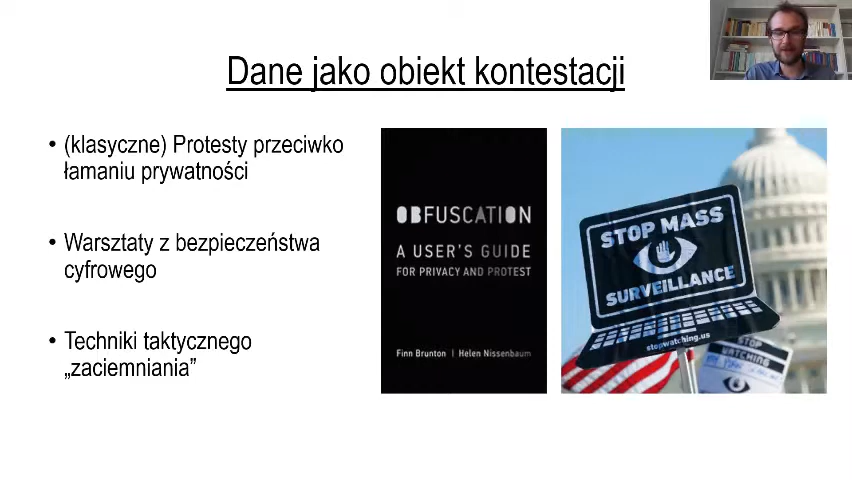 Dane jako obiekt kontestacji
• (klasyczne) Protesty przeciwko
łamaniu prywatności
• Warsztaty z bezpieczeństwa
cyfrowego
• Techniki taktycznego
„zaciemniania”
OBFUSCATION
A USER'S GUIDE
FOR PRIVACY AND PROTEST
Finn Brunton | Helen Nissenbaum
STOP MASS
SURVEILLANCE
stopwatching.us
STOP
WATCHING